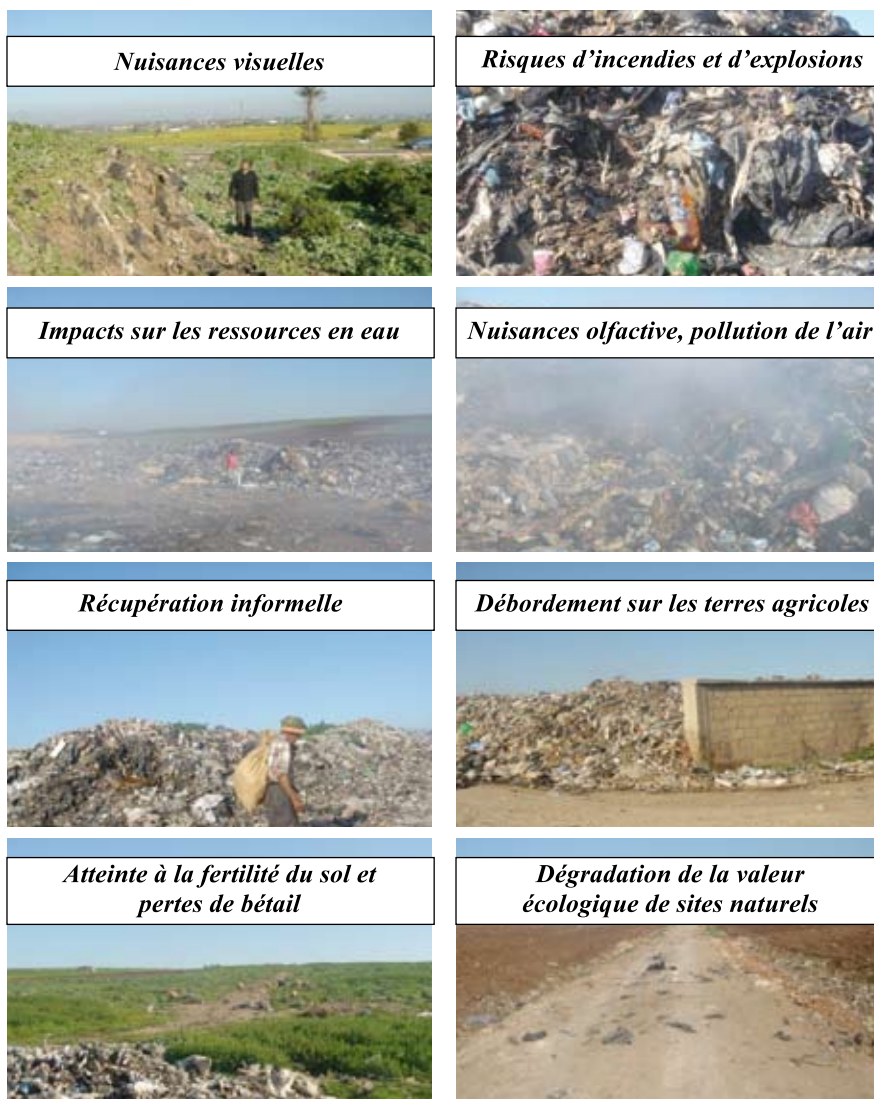 Nuisances visuelles
Risques d'incendies et d'explosions
Impacts sur les ressources en eau
Nuisances olfactive, pollution de l'air
Récupération informelle
Débordement sur les terres agricoles
Atteinte à la fertilité du sol et
pertes de bétail
Dégradation de la valeur
écologique de sites naturels